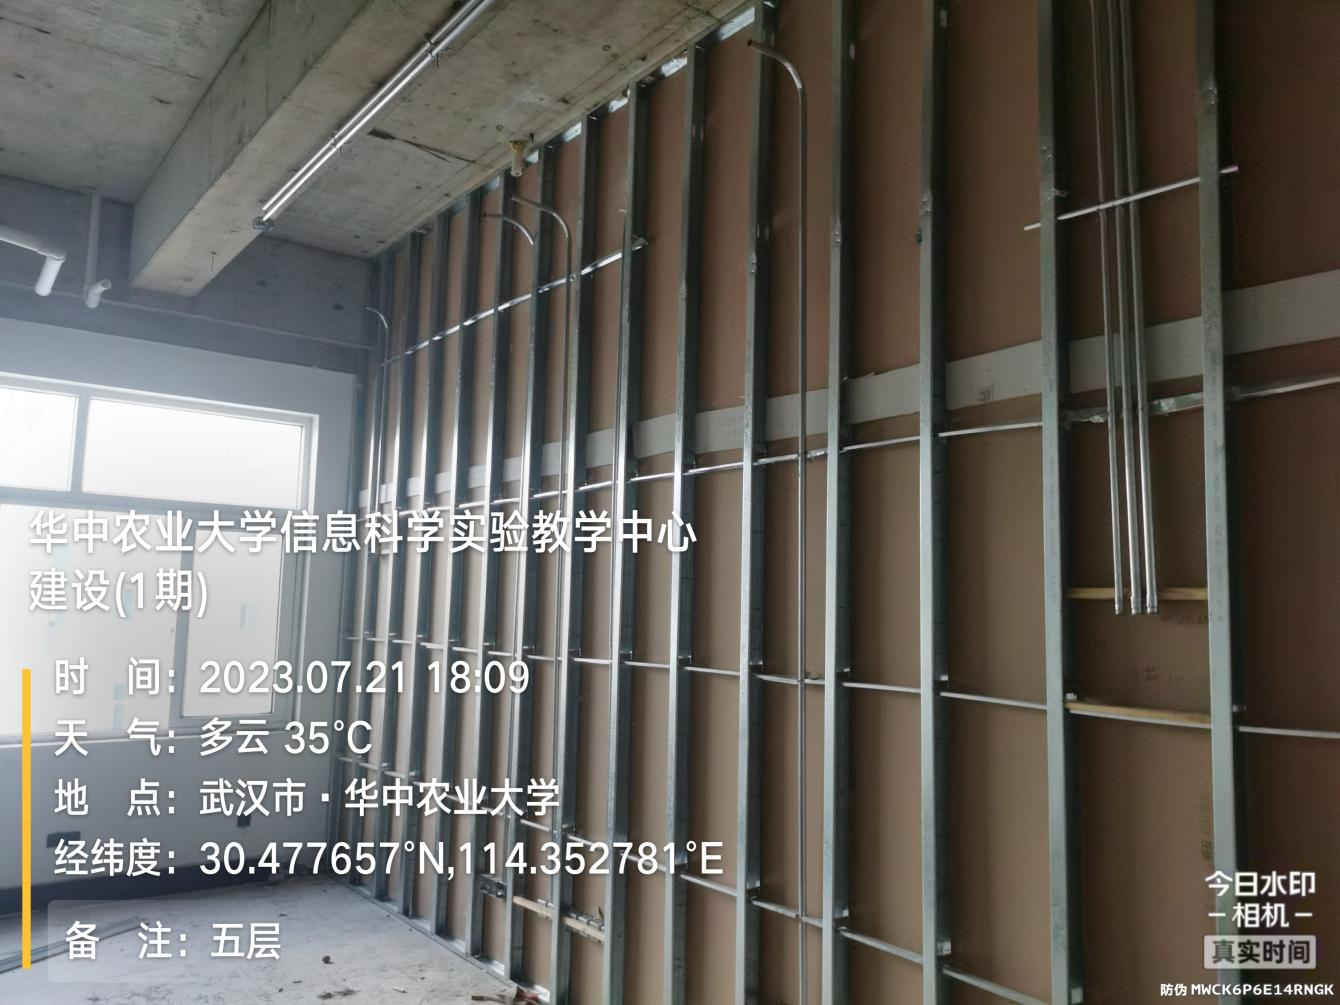 华中农业大学信息科学实验教学中心
建设(1期)
时 间：2023.07.21 18:09
天 气：多云 35°C
地 点：武汉市·华中农业大学
经纬度：30.477657°N,114.352781°E
备 注：五层
今日水印
-相机-
真实时间
防伪 MWCK6P6E14RNGK